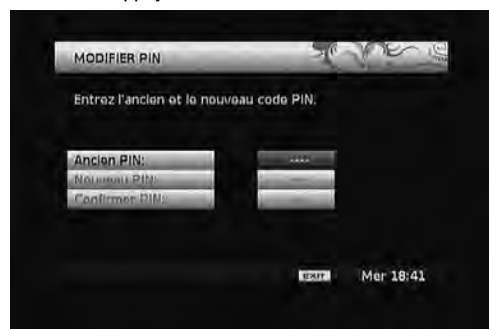 MODIFIER PIN
Entrez l'ancien et le nouveau code PIN.
Ancien PIN: ----
Nouveau PIN: ----
Confirmer PIN: ----
EXIT Mer 18:41